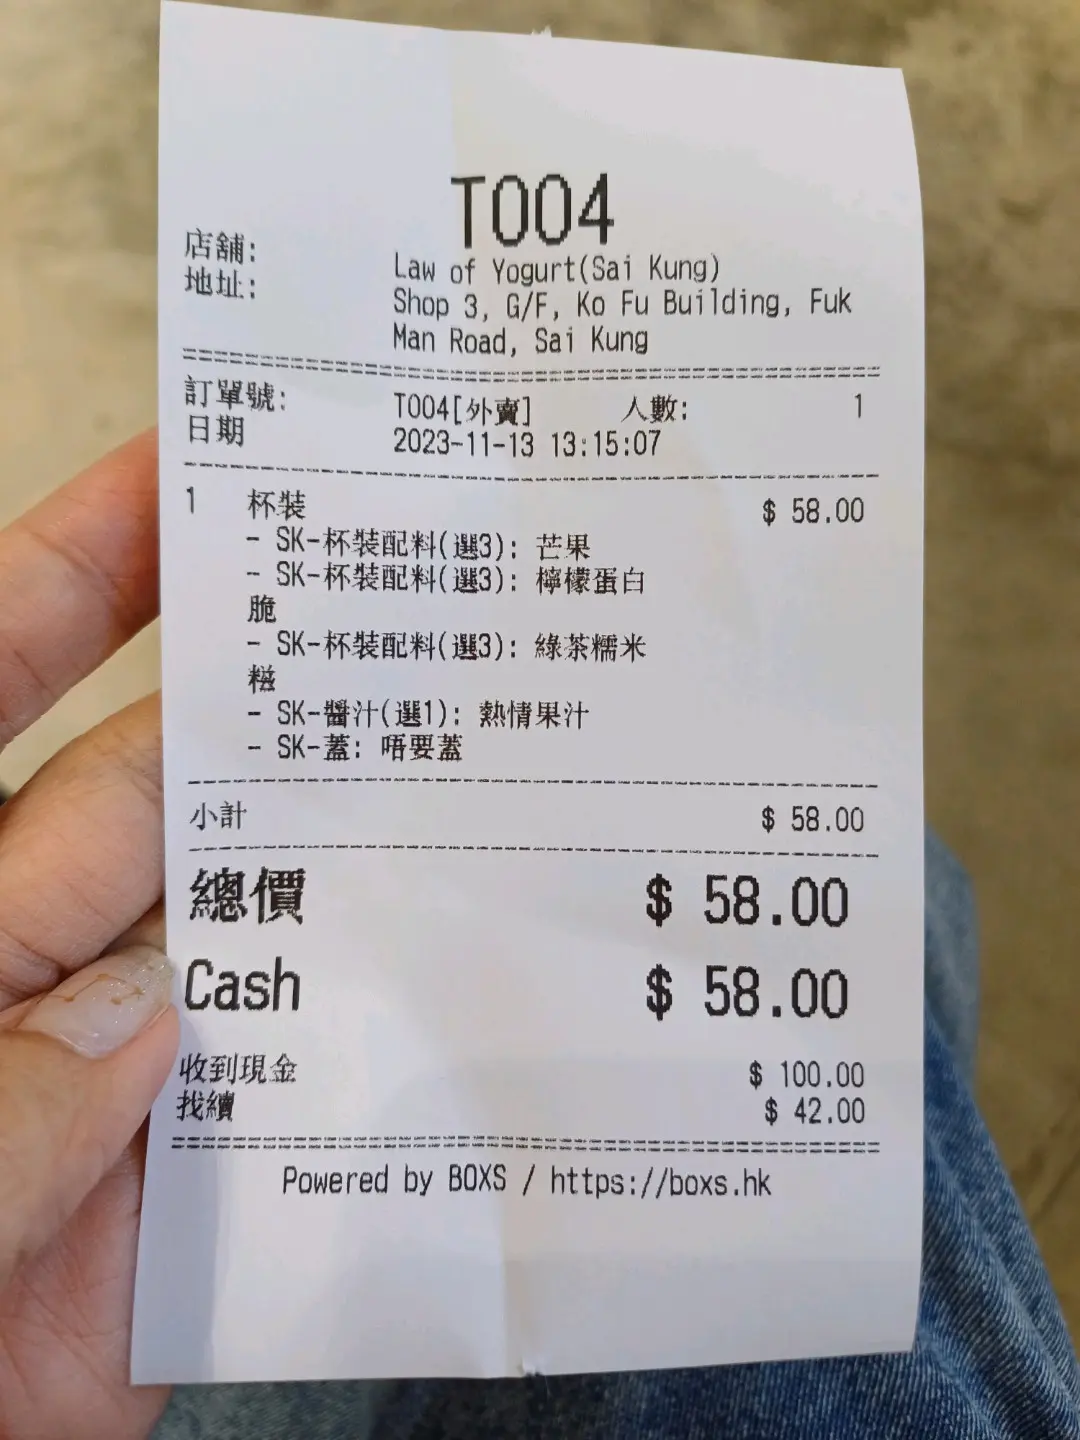 T004
店舖: Law of Yogurt(Sai Kung)
地址: Shop 3, G/F, Ko Fu Building, Fuk
Man Road, Sai Kung
訂單號: T004[外賣] 人數: 1
日期 2023-11-13 13:15:07
1 杯裝 $ 58.00
- SK-杯裝配料(選3): 芒果
- SK-杯裝配料(選3): 檸檬蛋白
脆
- SK-杯裝配料(選3): 綠茶糯米
糍
- SK-醬汁(選1): 熱情果汁
- SK-蓋: 唔要蓋
小計 $ 58.00
總價 $ 58.00
Cash $ 58.00
收到現金 $ 100.00
找續 $ 42.00
Powered by BOXS / https://boxs.hk